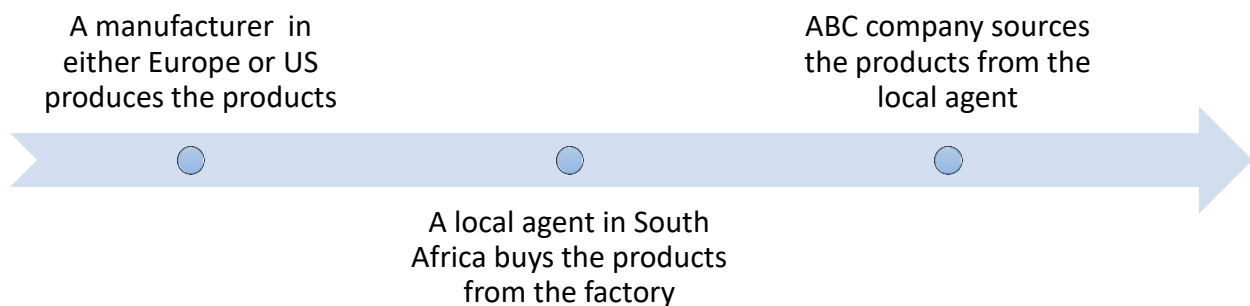 A manufacturer in
either Europe or US
produces the products
A local agent in South
Africa buys the products
from the factory
ABC company sources
the products from the
local agent